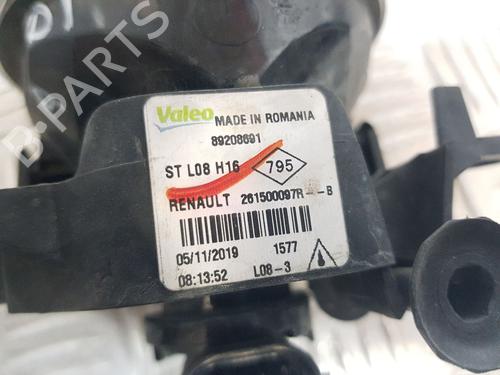 Valeo MADE IN ROMANIA
89208691
ST L08 H16 795
RENAULT 261500097R--B
05/11/2019 1577
08:13:52 L08-3
B-PARTS